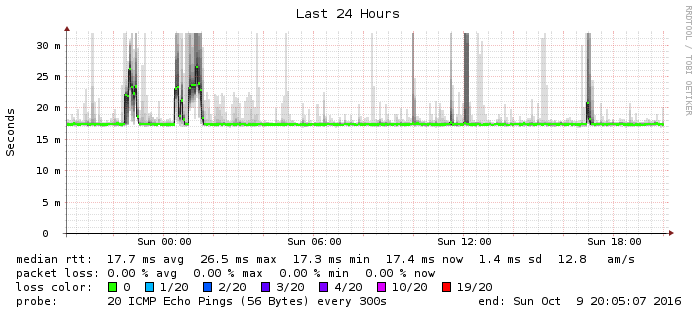 Last 24 Hours
RRDTOOL / TOBI OETIKER
Seconds
30 m
25 m
20 m
15 m
10 m
5 m
0
Sun 00:00 Sun 06:00 Sun 12:00 Sun 18:00
median rtt: 17.7 ms avg 26.5 ms max 17.3 ms min 17.4 ms now 1.4 ms sd 12.8 am/s
packet loss: 0.00 % avg 0.00 % max 0.00 % min 0.00 % now
loss color: 0 1/20 2/20 3/20 4/20 10/20 19/20
probe: 20 ICMP Echo Pings (56 Bytes) every 300s end: Sun Oct 9 20:05:07 2016